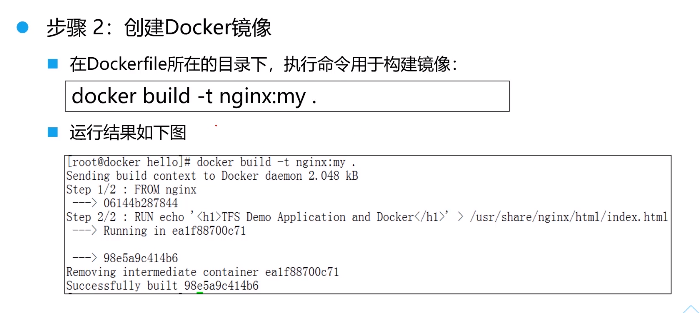 步骤 2：创建Docker镜像
在Dockerfile所在的目录下，执行命令用于构建镜像：
docker build -t nginx:my .
运行结果如下图
[root@docker hello]# docker build -t nginx:my .
Sending build context to Docker daemon 2.048 kB
Step 1/2 : FROM nginx
---> 06144b287844
Step 2/2 : RUN echo '<h1>TFS Demo Application and Docker</h1>' > /usr/share/nginx/html/index.html
---> Running in ea1f88700c71
---> 98e5a9c414b6
Removing intermediate container ea1f88700c71
Successfully built 98e5a9c414b6